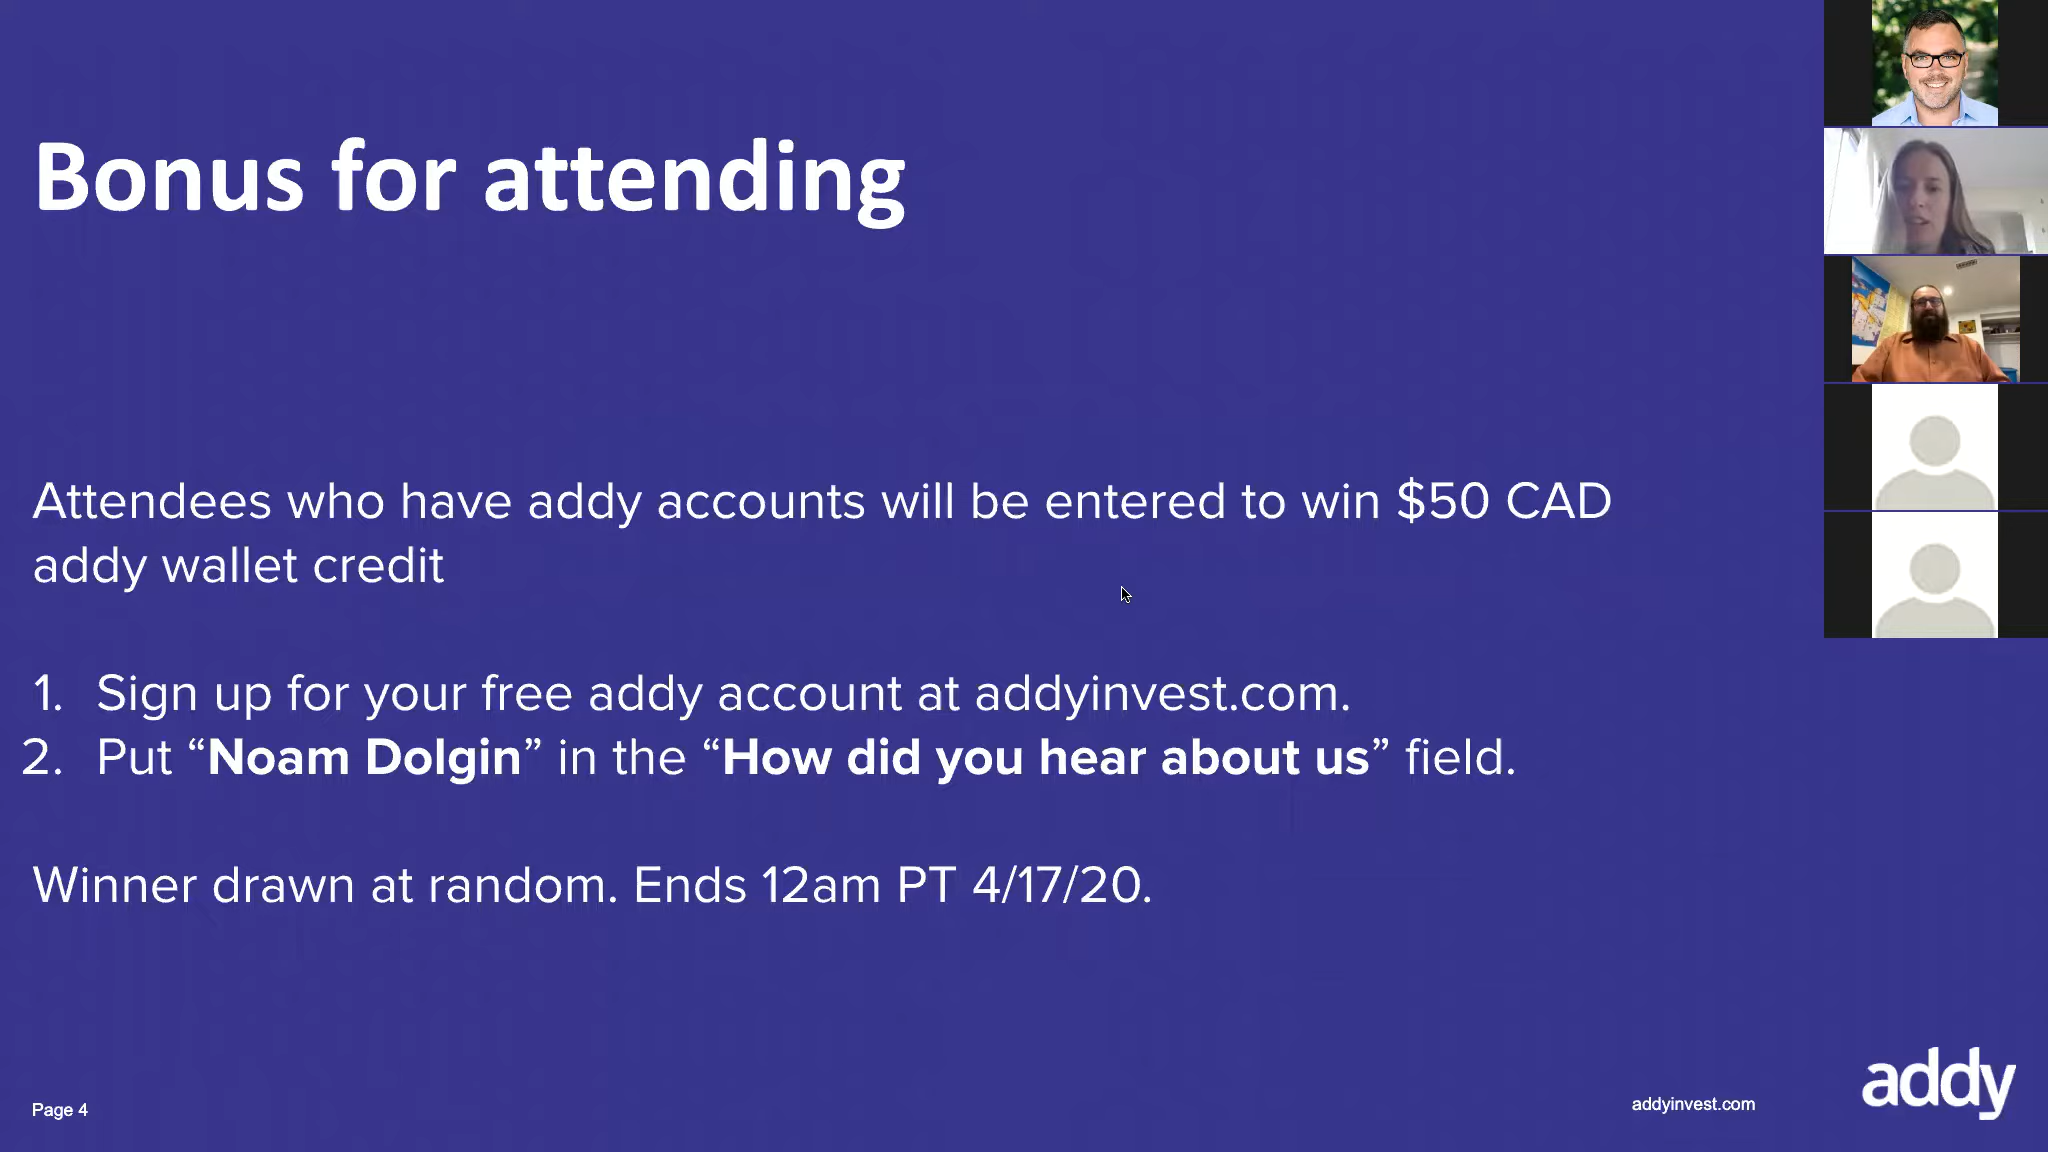 Bonus for attending
Attendees who have addy accounts will be entered to win $50 CAD
addy wallet credit
1. Sign up for your free addy account at addyinvest.com.
2. Put “Noam Dolgin” in the “How did you hear about us” field.
Winner drawn at random. Ends 12am PT 4/17/20.
Page 4
addyinvest.com
addy